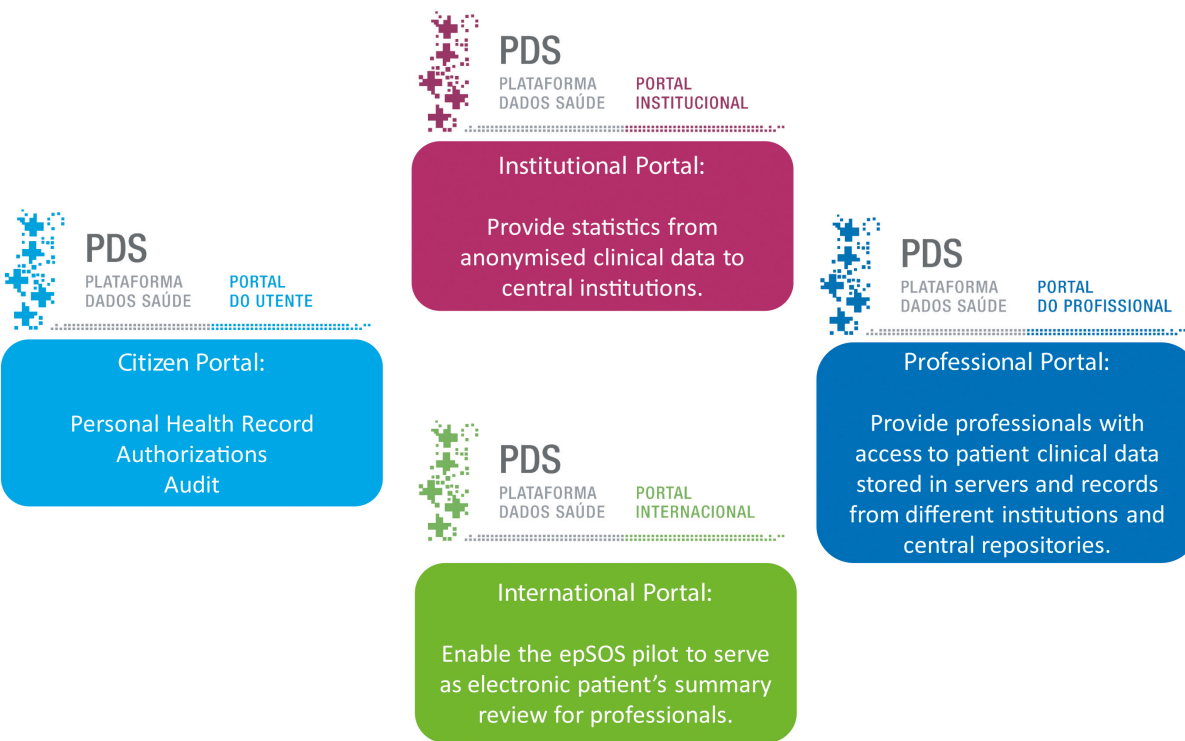 PDS
PLATAFORMA
DADOS SAÚDE
PORTAL
INSTITUCIONAL
Institutional Portal:
Provide statistics from
anonymised clinical data to
central institutions.
PDS
PLATAFORMA
DADOS SAÚDE
PORTAL
DO UTENTE
Citizen Portal:
Personal Health Record
Authorizations
Audit
PDS
PLATAFORMA
DADOS SAÚDE
PORTAL
DO PROFISSIONAL
Professional Portal:
Provide professionals with
access to patient clinical data
stored in servers and records
from different institutions and
central repositories.
PDS
PLATAFORMA
DADOS SAÚDE
PORTAL
INTERNACIONAL
International Portal:
Enable the epSOS pilot to serve
as electronic patient’s summary
review for professionals.